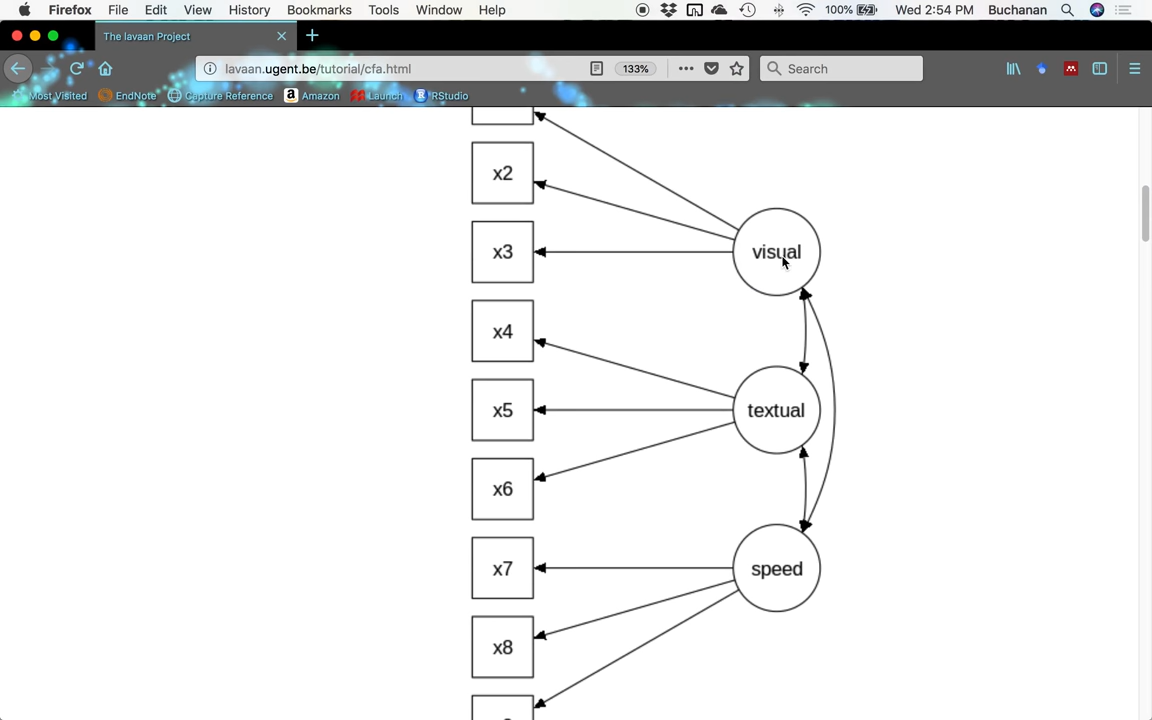 Firefox File Edit View History Bookmarks Tools Window Help 100% Wed 2:54 PM Buchanan
The lavaan Project
lavaan.ugent.be/tutorial/cfa.html 133% Search
Most Visited EndNote Capture Reference Amazon Launch RStudio
x2
visual
x3
x4
textual
x5
x6
x7
speed
x8